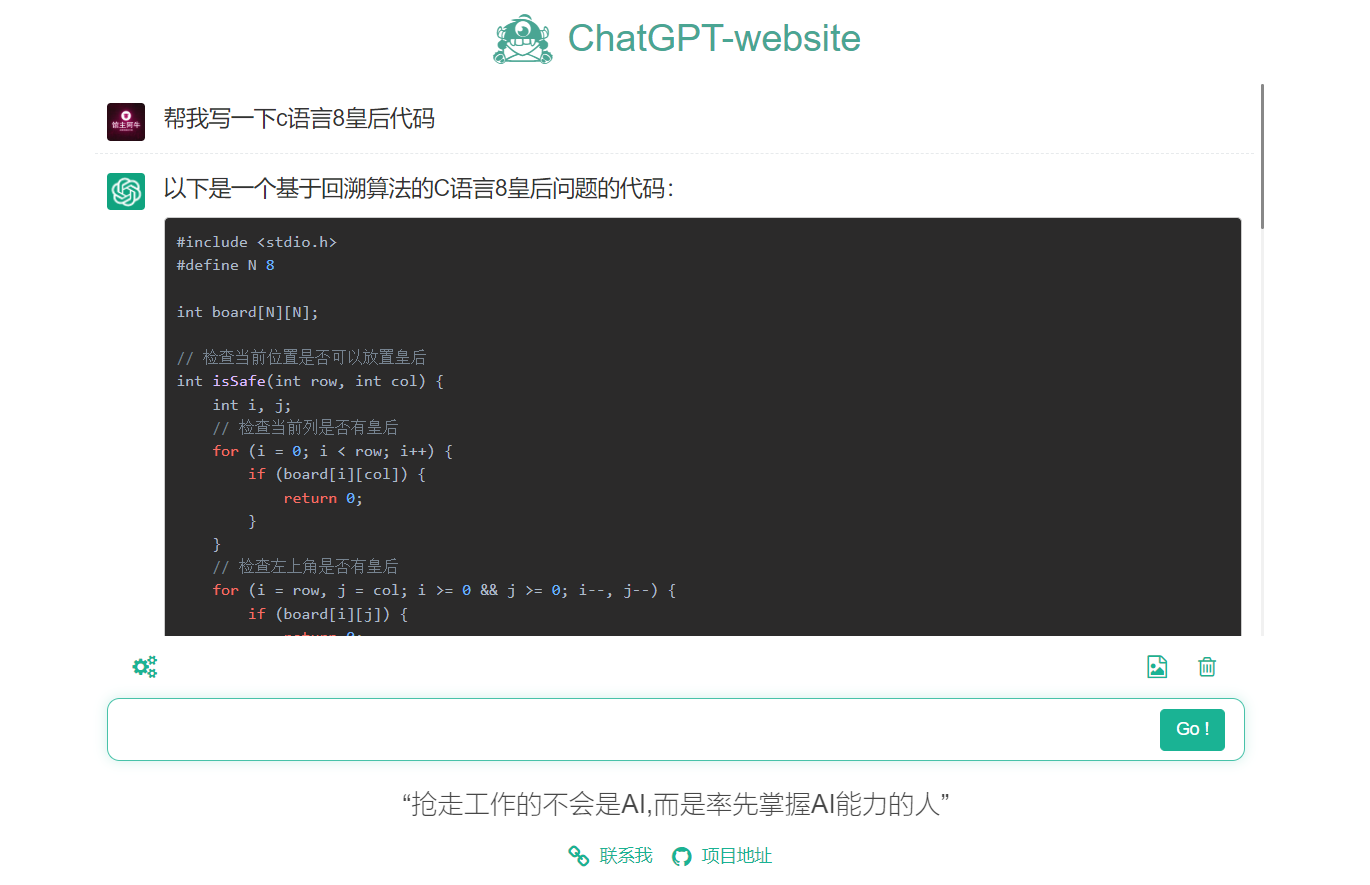 ChatGPT-website
馆主阿牛
帮我写一下c语言8皇后代码
以下是一个基于回溯算法的C语言8皇后问题的代码：
#include <stdio.h>
#define N 8
int board[N][N];
// 检查当前位置是否可以放置皇后
int isSafe(int row, int col) {
    int i, j;
    // 检查当前列是否有皇后
    for (i = 0; i < row; i++) {
        if (board[i][col]) {
            return 0;
        }
    }
    // 检查左上角是否有皇后
    for (i = row, j = col; i >= 0 && j >= 0; i--, j--) {
        if (board[i][j]) {
            return 0;
Go !
“抢走工作的不会是AI,而是率先掌握AI能力的人”
联系我 项目地址